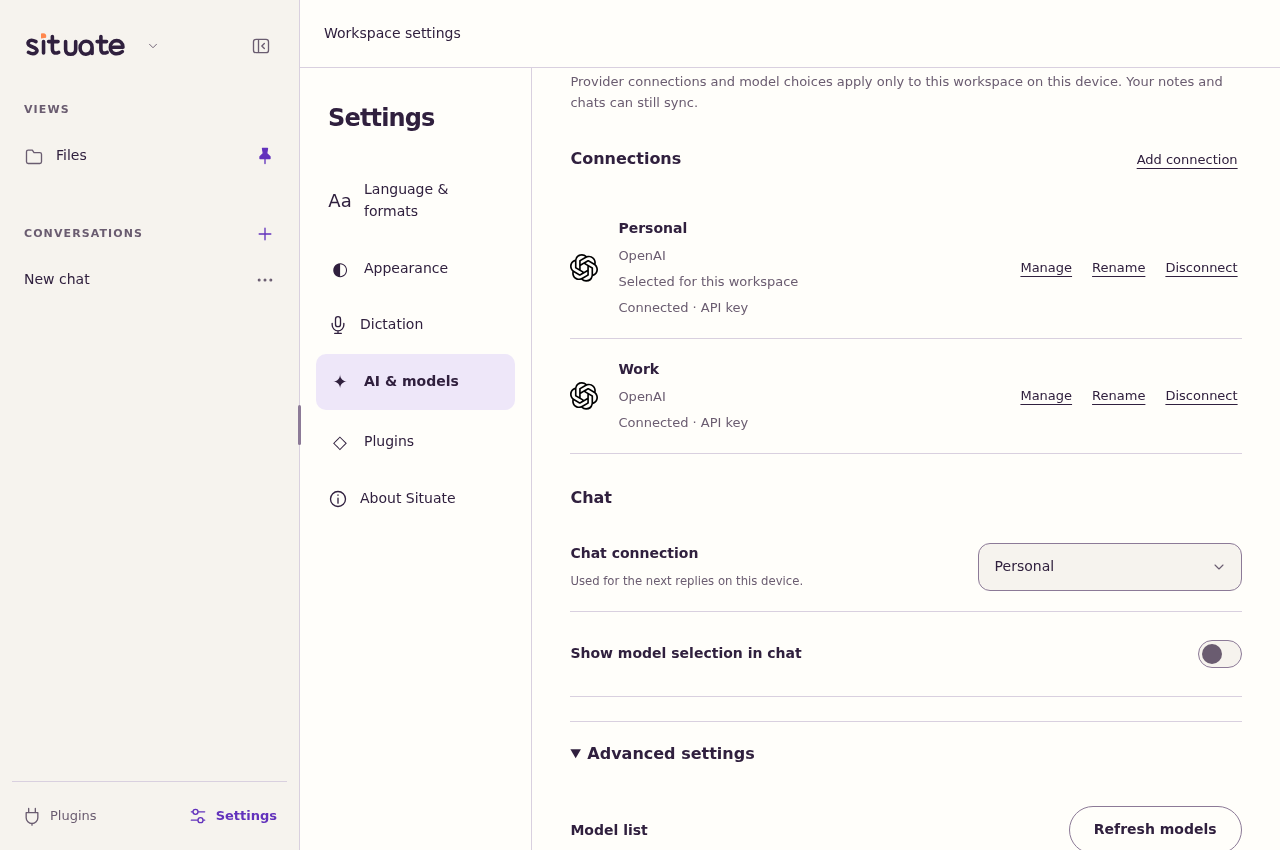 situate
VIEWS
Files
CONVERSATIONS
New chat
Plugins
Settings
Workspace settings
Settings
Aa
Language &
formats
Appearance
Dictation
AI & models
Plugins
About Situate
Provider connections and model choices apply only to this workspace on this device. Your notes and
chats can still sync.
Connections
Add connection
Personal
OpenAI
Selected for this workspace
Connected · API key
Manage
Rename
Disconnect
Work
OpenAI
Connected · API key
Manage
Rename
Disconnect
Chat
Chat connection
Used for the next replies on this device.
Personal
Show model selection in chat
Advanced settings
Model list
Refresh models